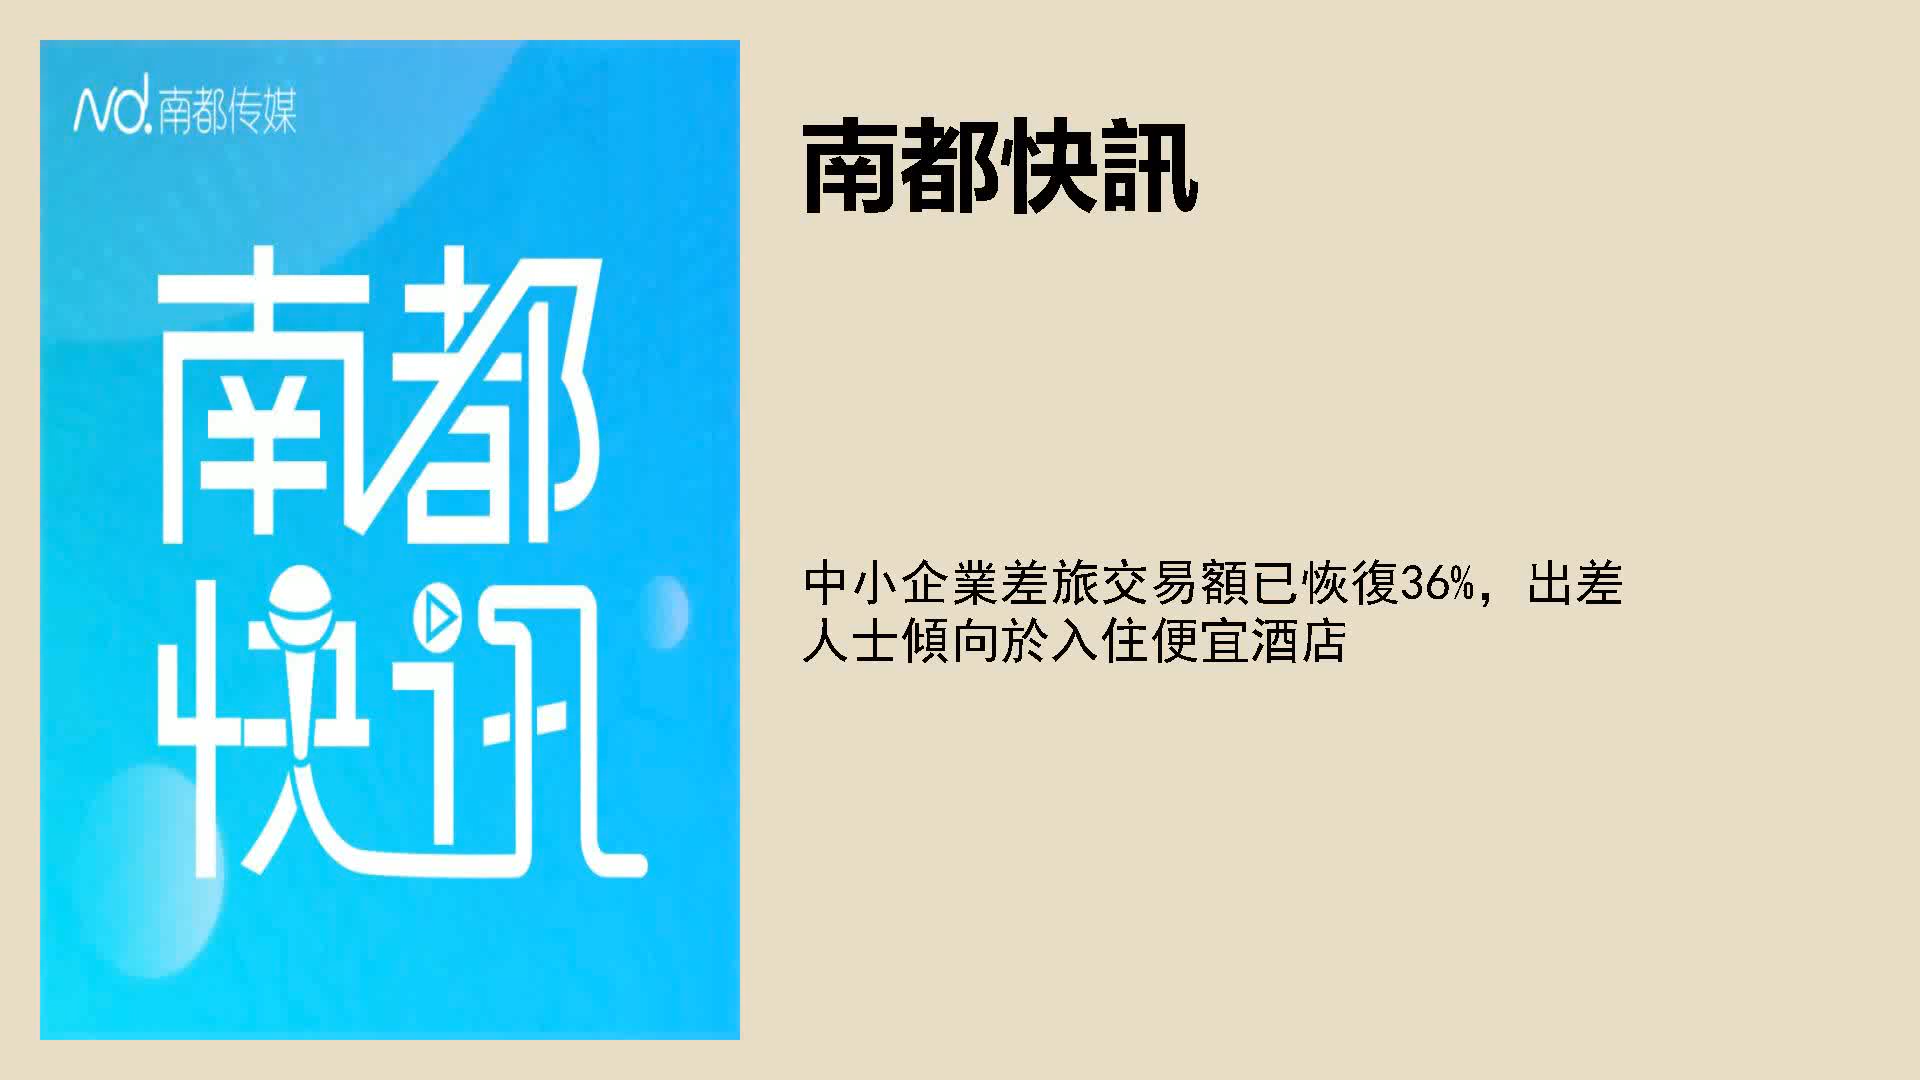 Nd.南都传媒
南都
快讯
南都快訊
中小企業差旅交易額已恢復36%，出差
人士傾向於入住便宜酒店